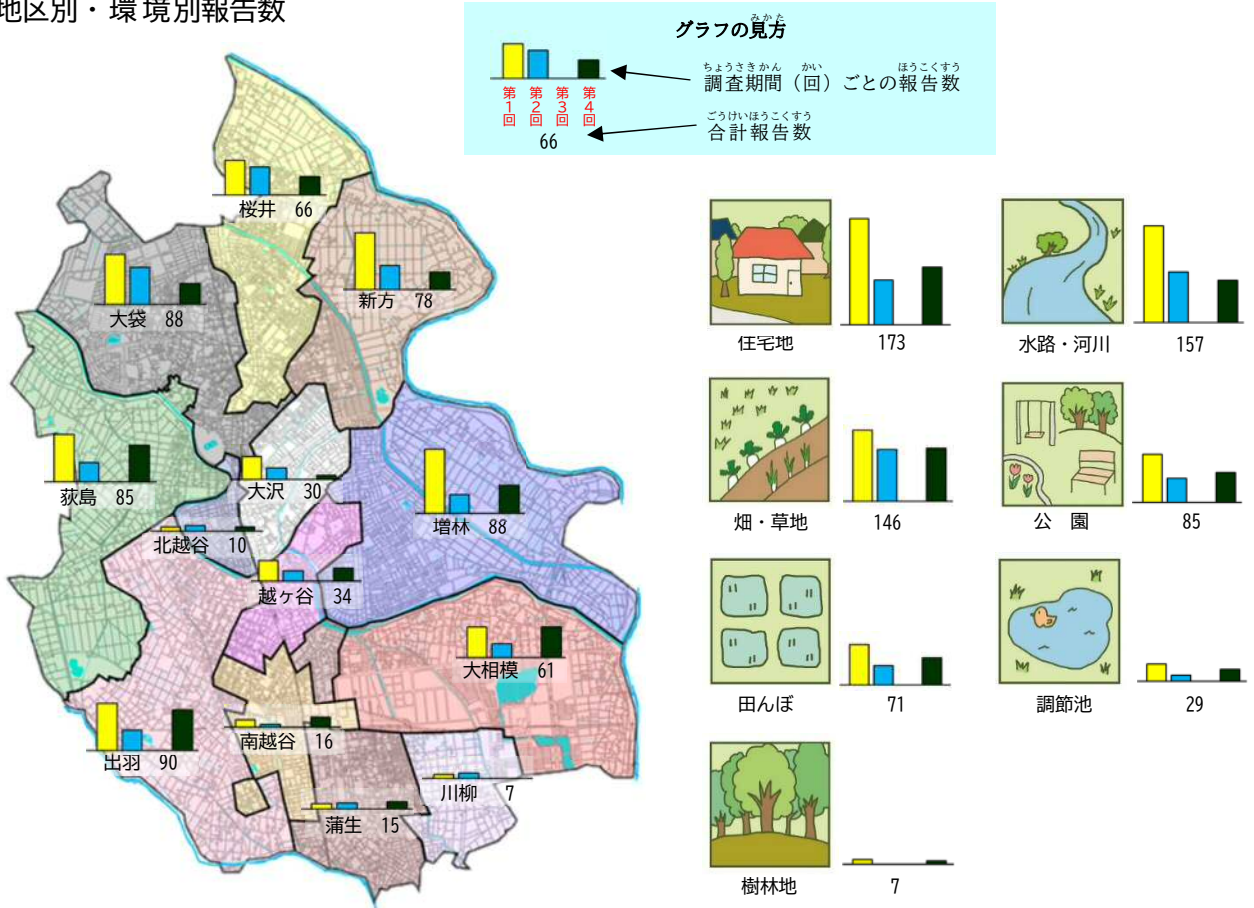 地区別・環境別報告数
グラフの見方
みかた
ちょうさきかん かい ほうこくすう
調査期間（回）ごとの報告数
第1回 第2回 第3回 第4回
ごうけいほうこくすう
合計報告数
66
桜井 66
新方 78
大袋 88
荻島 85
大沢 30
増林 88
北越谷 10
越ヶ谷 34
大相模 61
出羽 90
南越谷 16
川柳 7
蒲生 15
住宅地 173
水路・河川 157
畑・草地 146
公園 85
田んぼ 71
調節池 29
樹林地 7